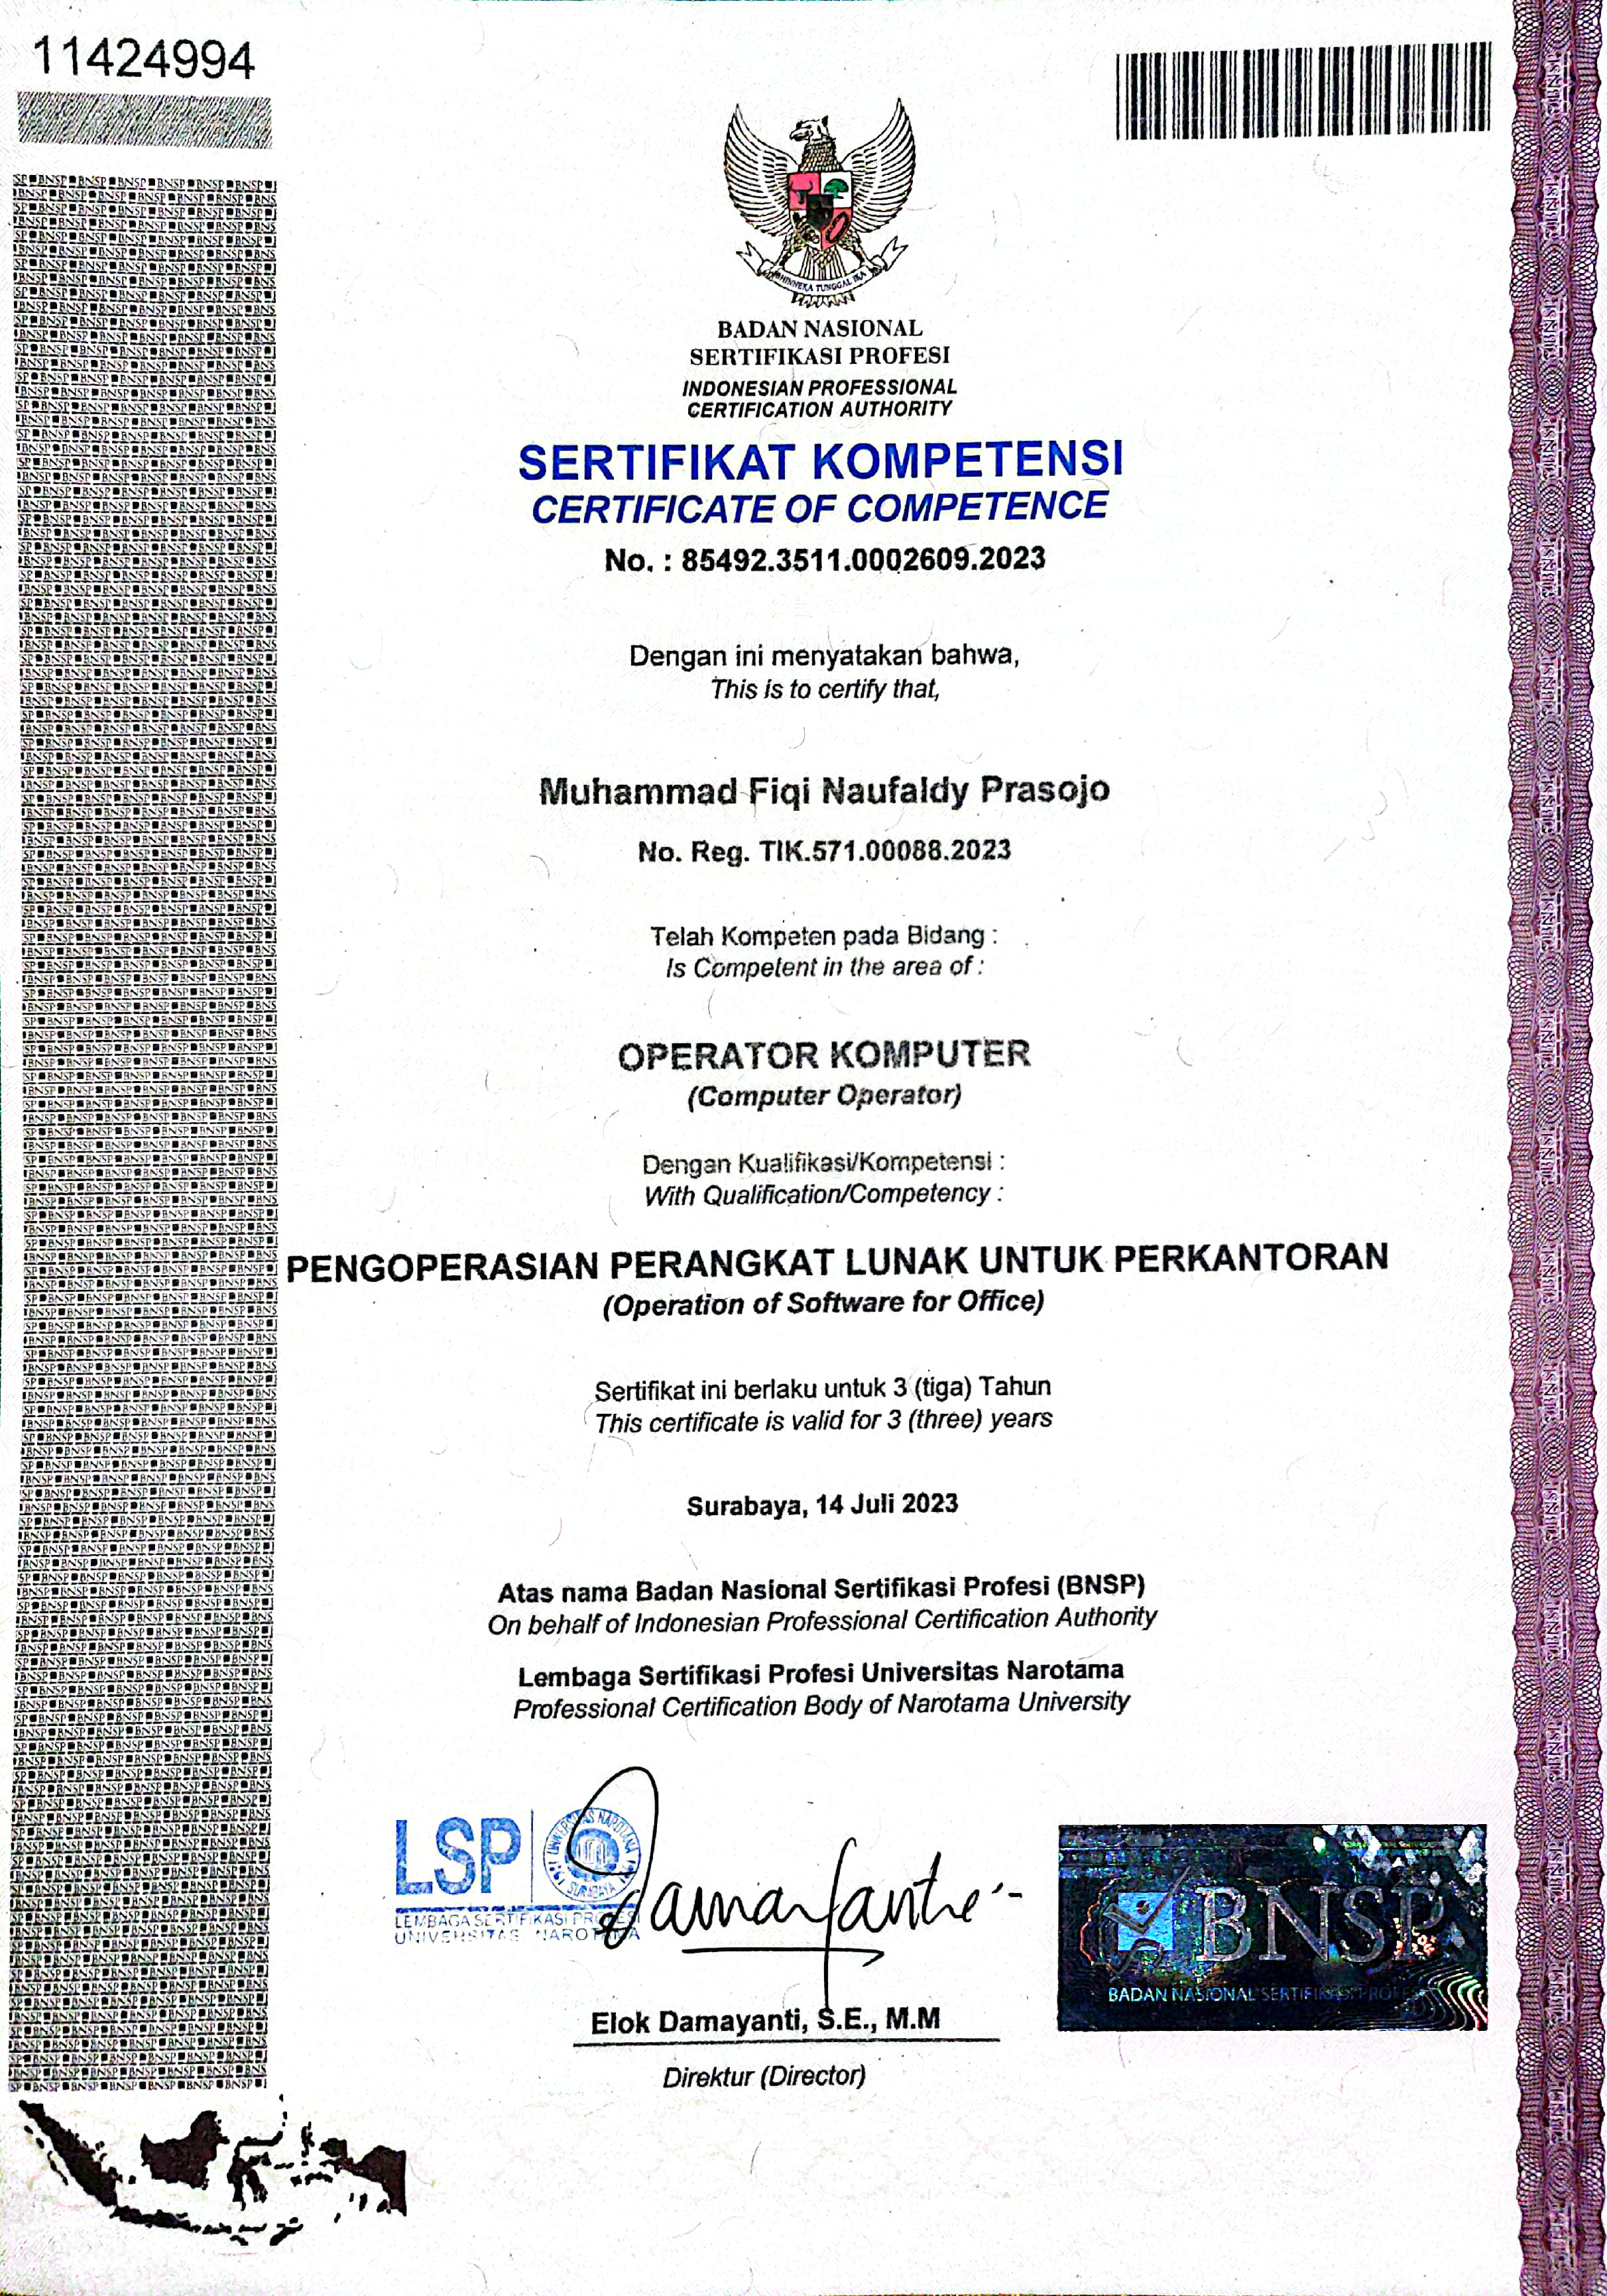 11424994
BHINNEKA TUNGGAL IKA
BADAN NASIONAL
SERTIFIKASI PROFESI
INDONESIAN PROFESSIONAL
CERTIFICATION AUTHORITY
SERTIFIKAT KOMPETENSI
CERTIFICATE OF COMPETENCE
No. : 85492.3511.0002609.2023
Dengan ini menyatakan bahwa,
This is to certify that,
Muhammad Fiqi Naufaldy Prasojo
No. Reg. TIK.571.00088.2023
Telah Kompeten pada Bidang :
Is Competent in the area of :
OPERATOR KOMPUTER
(Computer Operator)
Dengan Kualifikasi/Kompetensi :
With Qualification/Competency :
PENGOPERASIAN PERANGKAT LUNAK UNTUK PERKANTORAN
(Operation of Software for Office)
Sertifikat ini berlaku untuk 3 (tiga) Tahun
This certificate is valid for 3 (three) years
Surabaya, 14 Juli 2023
Atas nama Badan Nasional Sertifikasi Profesi (BNSP)
On behalf of Indonesian Professional Certification Authority
Lembaga Sertifikasi Profesi Universitas Narotama
Professional Certification Body of Narotama University
LSP
UNIVERSITAS NAROTAMA
SURABAYA
LEMBAGA SERTIFIKASI PROFESI
UNIVERSITAS NAROTAMA
BNSP
BADAN NASIONAL SERTIFIKASI PROFESI
Elok Damayanti, S.E., M.M
Direktur (Director)